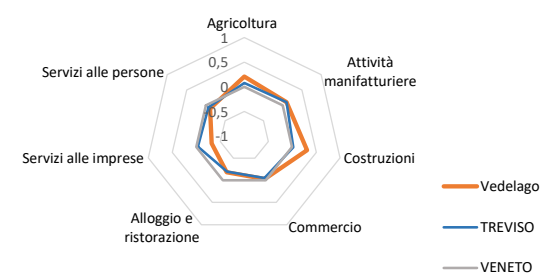 Agricoltura
1
0,5
0
0,5
-1
Attività
manifatturiere
Costruzioni
Commercio
Alloggio e
ristorazione
Servizi alle imprese
Servizi alle persone
Vedelago
TREVISO
VENETO